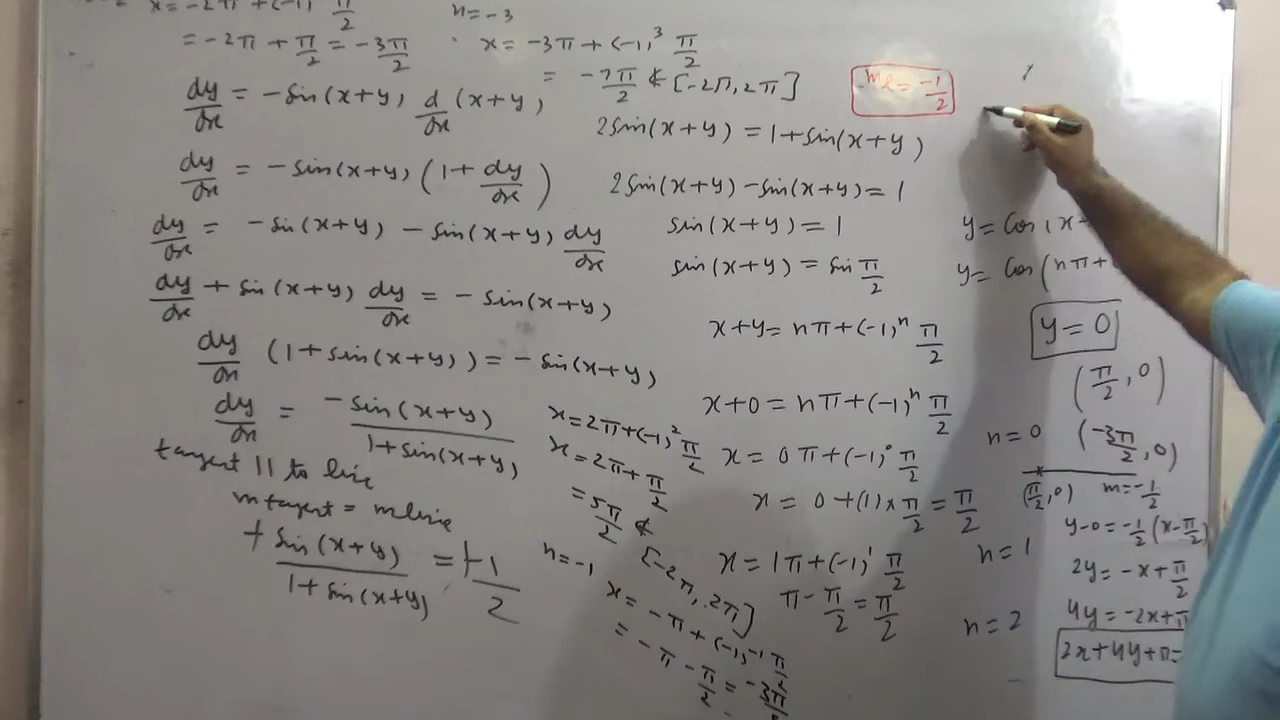 x = -2π + (-1) π/2
= -2π + π/2 = -3π/2
n = -3
x = -3π + (-1)^3 π/2
= -7π/2 ∉ [-2π, 2π]
dy/dx = -sin(x+y) d/dx (x+y)
dy/dx = -sin(x+y) (1 + dy/dx)
dy/dx = -sin(x+y) - sin(x+y) dy/dx
dy/dx + sin(x+y) dy/dx = -sin(x+y)
dy/dx (1 + sin(x+y)) = -sin(x+y)
dy/dx = -sin(x+y)/1+sin(x+y)
tangent || to line
m tangent = m line
+ sin(x+y)/1+sin(x+y) = +1/2
m2 = -1/2
2sin(x+y) = 1 + sin(x+y)
2sin(x+y) - sin(x+y) = 1
sin(x+y) = 1
sin(x+y) = sin π/2
x+y = nπ + (-1)^n π/2
x+0 = nπ + (-1)^n π/2
x = 0π + (-1)^0 π/2
x = 0 + (1) × π/2 = π/2
x = 1π + (-1)^1 π/2
π - π/2 = π/2
x = 2π + (-1)^2 π/2
x = 2π + π/2
= 5π/2 ∉
[-2π, 2π]
n = -1
x = -π + (-1)^-1 π/2
= -π - π/2 = -3π/2
y = cos(x
y = cos(nπ +
y = 0
(π/2, 0)
n = 0 (-3π/2, 0)
(π/2, 0) m = -1/2
n = 1
n = 2
y-0 = -1/2 (x - π/2)
2y = -x + π/2
4y = -2x + π
2x + 4y + π =